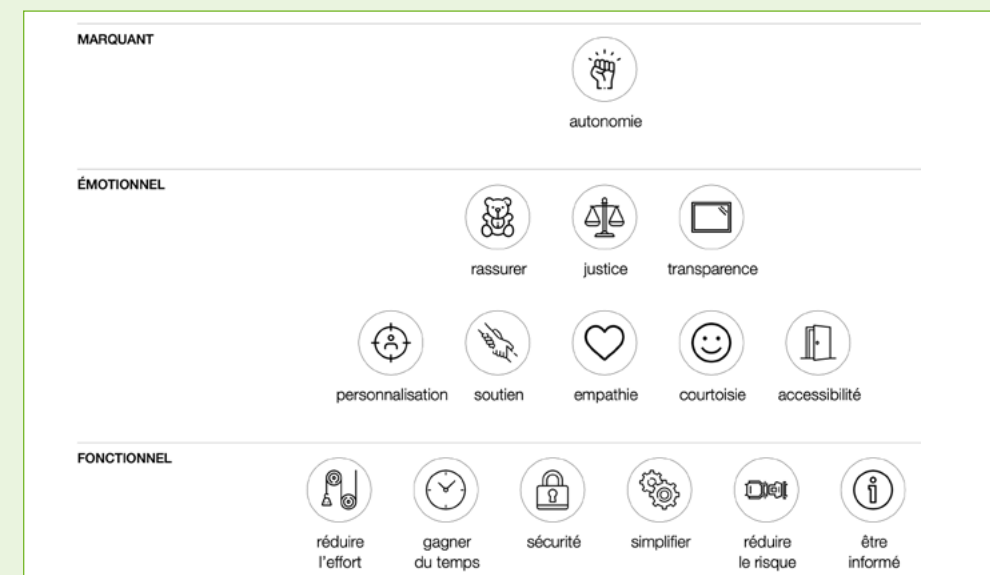 MARQUANT
autonomie
ÉMOTIONNEL
rassurer
justice
transparence
personnalisation
soutien
empathie
courtoisie
accessibilité
FONCTIONNEL
réduire
l'effort
gagner
du temps
sécurité
simplifier
réduire
le risque
être
informé